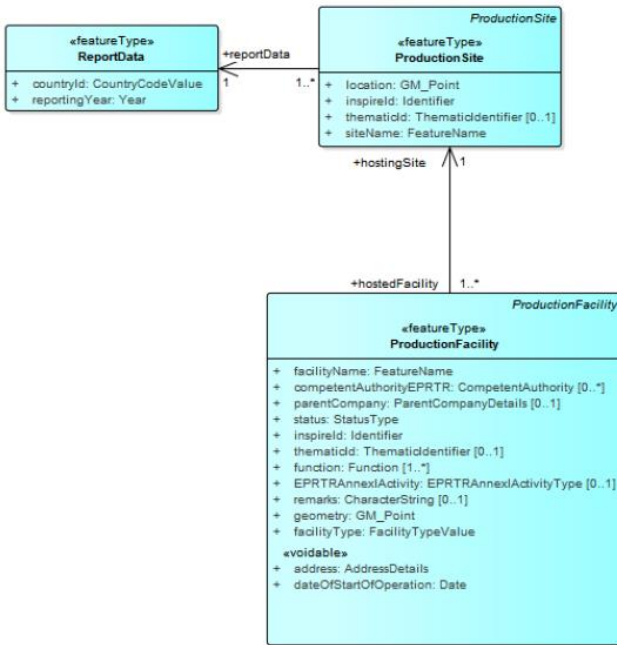 ProductionSite
«featureType»
ReportData
+ countryId: CountryCodeValue
+ reportingYear: Year
+reportData
1
1..*
«featureType»
ProductionSite
+ location: GM_Point
+ inspireId: Identifier
+ thematicId: ThematicIdentifier [0..1]
+ siteName: FeatureName
+hostingSite
1
+hostedFacility
1..*
ProductionFacility
«featureType»
ProductionFacility
+ facilityName: FeatureName
+ competentAuthorityEPRTR: CompetentAuthority [0..*]
+ parentCompany: ParentCompanyDetails [0..1]
+ status: StatusType
+ inspireId: Identifier
+ thematicId: ThematicIdentifier [0..1]
+ function: Function [1..*]
+ EPRTRAnnexIActivity: EPRTRAnnexIActivityType [0..1]
+ remarks: CharacterString [0..1]
+ geometry: GM_Point
+ facilityType: FacilityTypeValue
«voidable»
+ address: AddressDetails
+ dateOfStartOfOperation: Date